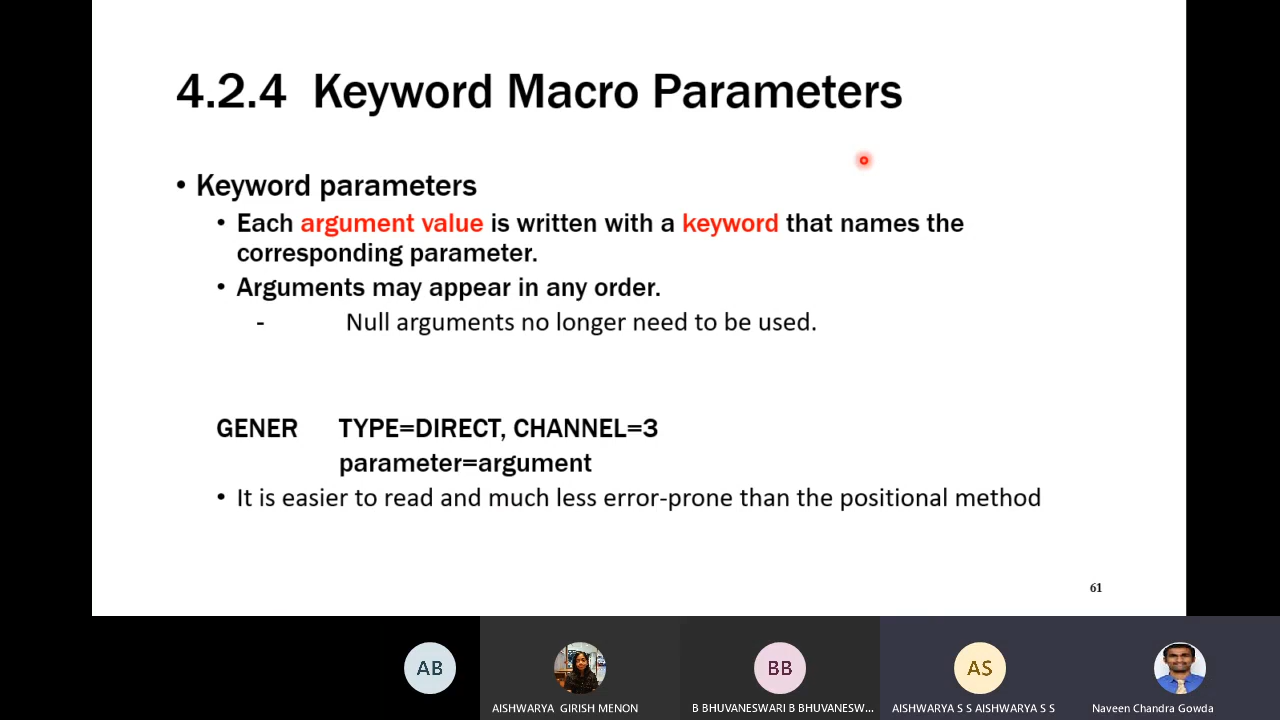 4.2.4 Keyword Macro Parameters
• Keyword parameters
• Each argument value is written with a keyword that names the
corresponding parameter.
• Arguments may appear in any order.
- Null arguments no longer need to be used.
GENER TYPE=DIRECT, CHANNEL=3
parameter=argument
• It is easier to read and much less error-prone than the positional method
61
AB
BB
AS
AISHWARYA GIRISH MENON
B BHUVANESWARI B BHUVANESW...
AISHWARYA S S AISHWARYA S S
Naveen Chandra Gowda